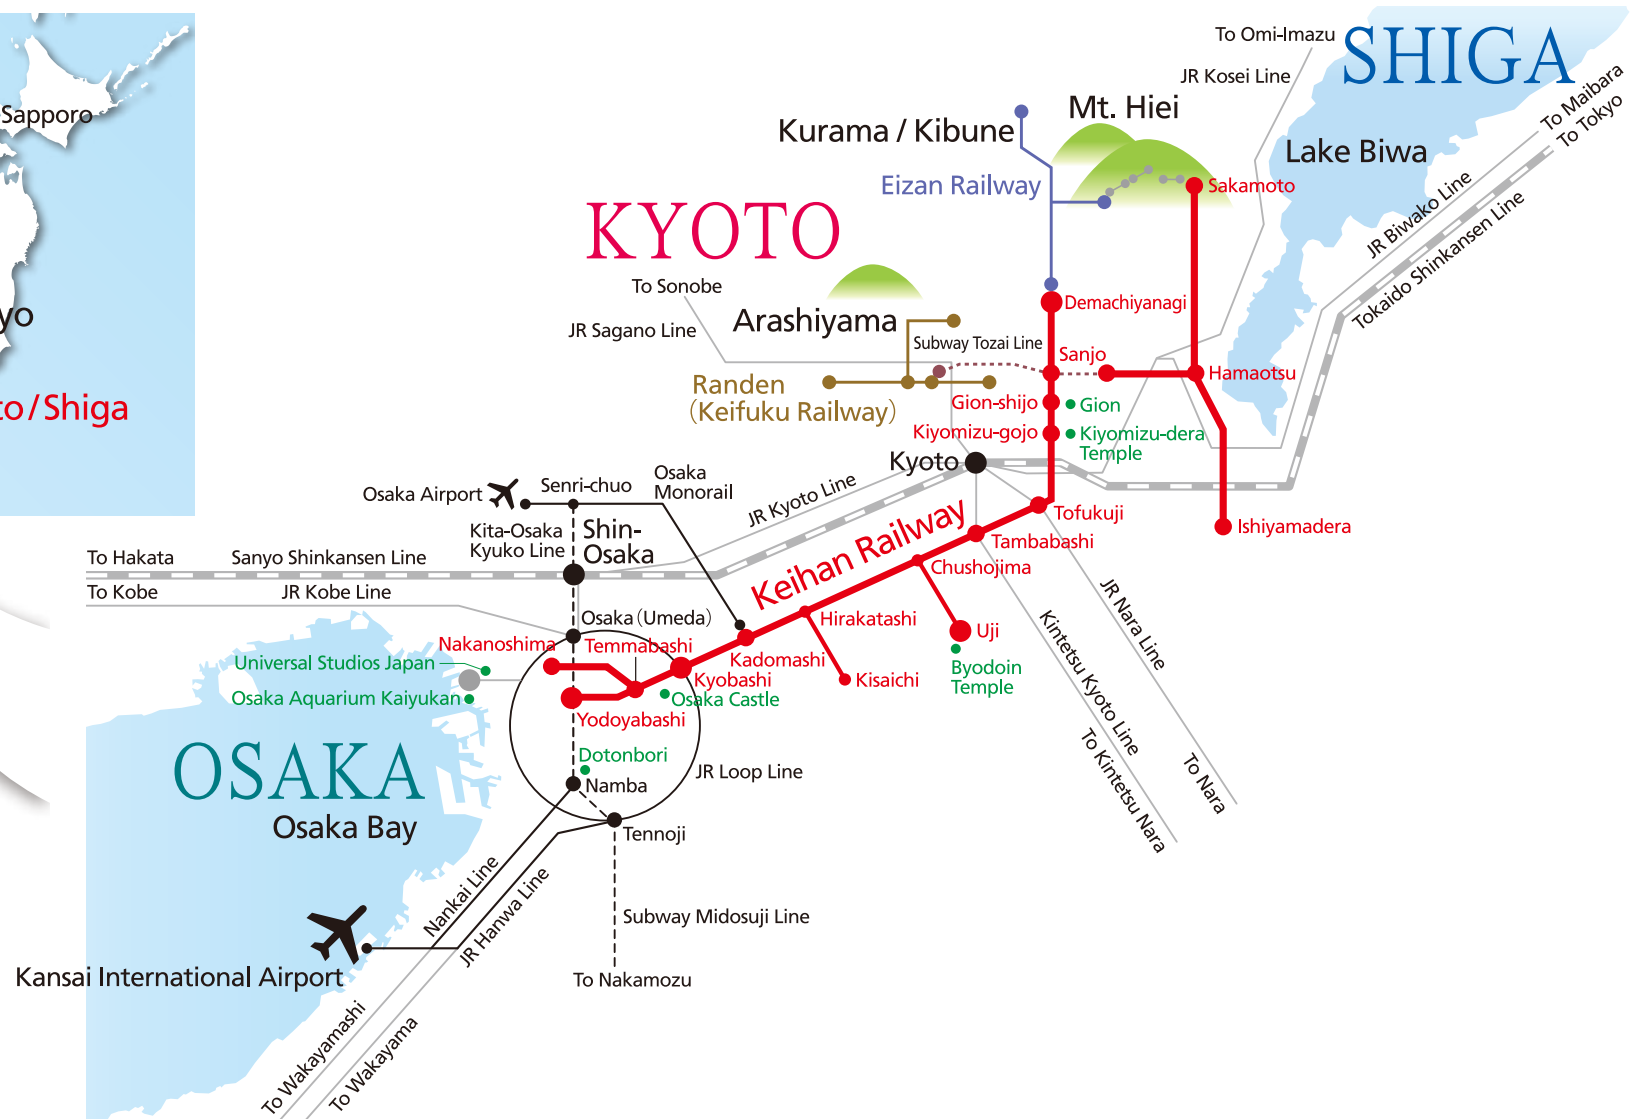 Sapporo
yo
to/Shiga
SHIGA
To Omi-Imazu
JR Kosei Line
To Maibara
To Tokyo
Mt. Hiei
Kurama / Kibune
Lake Biwa
Eizan Railway
Sakamoto
JR Biwako Line
Tokaido Shinkansen Line
KYOTO
To Sonobe
JR Sagano Line
Arashiyama
Demachiyanagi
Subway Tozai Line
Sanjo
Hamaotsu
Randen
(Keifuku Railway)
Gion-shijo
Gion
Kiyomizu-gojo
Kiyomizu-dera
Temple
Kyoto
Osaka Airport
Senri-chuo
Osaka
Monorail
JR Kyoto Line
Keihan Railway
Tofukuji
Ishiyamadera
Kita-Osaka
Kyuko Line
Shin-
Osaka
Tambabashi
Chushojima
To Hakata
Sanyo Shinkansen Line
To Kobe
JR Kobe Line
Osaka (Umeda)
Hirakatashi
Uji
JR Nara Line
Kintetsu Kyoto Line
Nakanoshima
Temmabashi
Kadomashi
Universal Studios Japan
Kyobashi
Kisaichi
Byodoin
Temple
Osaka Aquarium Kaiyukan
Osaka Castle
Yodoyabashi
OSAKA
Osaka Bay
Dotonbori
Namba
JR Loop Line
Tennoji
To Kintetsu Nara
To Nara
Nankai Line
JR Hanwa Line
Subway Midosuji Line
Kansai International Airport
To Nakamozu
To Wakayamashi
To Wakayama